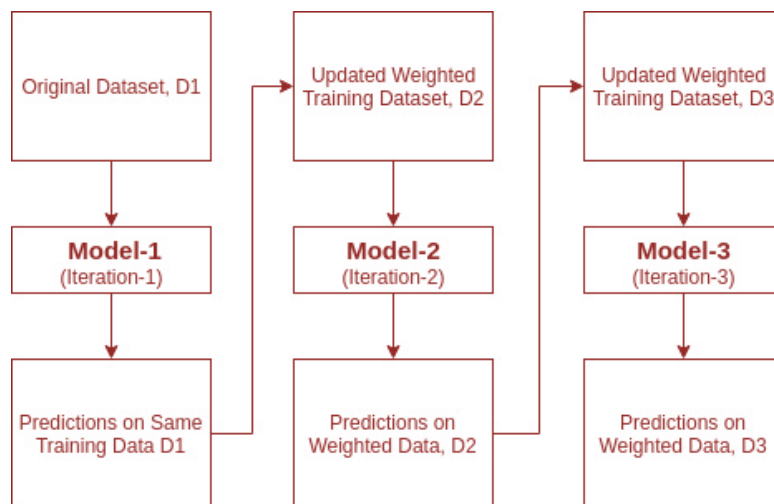 Original Dataset, D1
Model-1
(Iteration-1)
Predictions on Same
Training Data D1
Updated Weighted
Training Dataset, D2
Model-2
(Iteration-2)
Predictions on
Weighted Data, D2
Updated Weighted
Training Dataset, D3
Model-3
(Iteration-3)
Predictions on
Weighted Data, D3